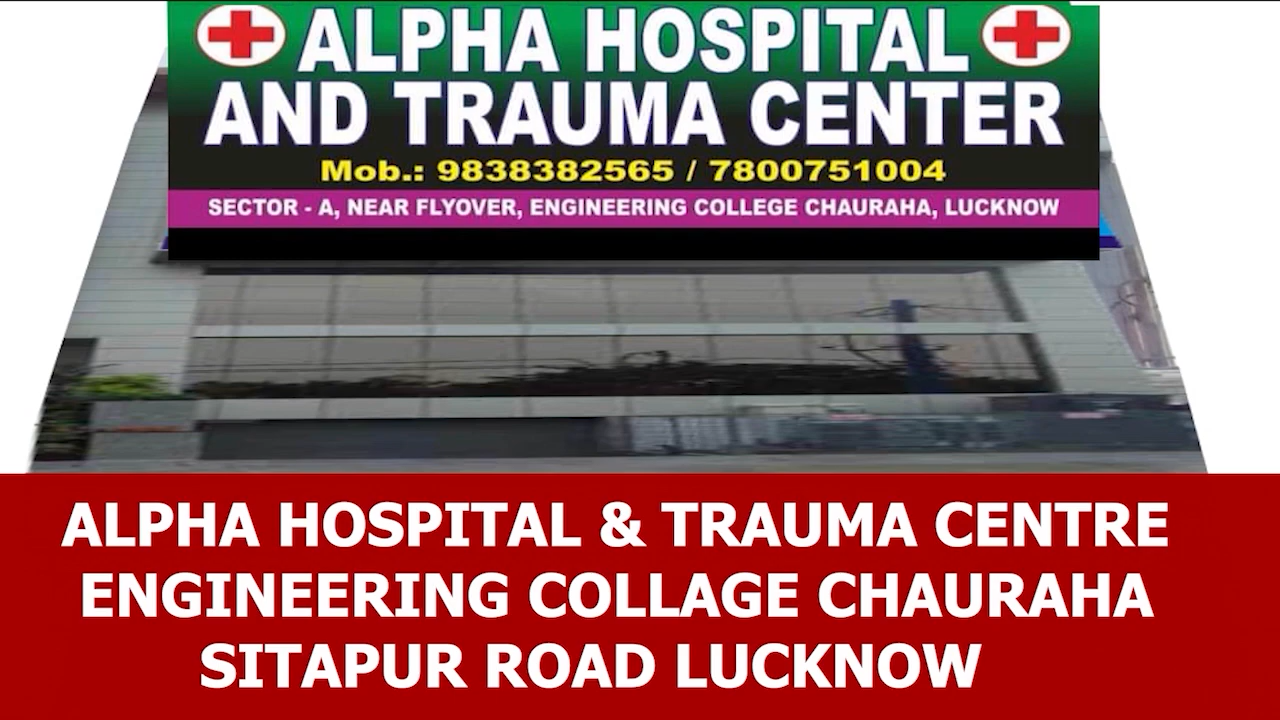 ALPHA HOSPITAL
AND TRAUMA CENTER
Mob.: 9838382565 / 7800751004
SECTOR - A, NEAR FLYOVER, ENGINEERING COLLEGE CHAURAHA, LUCKNOW
ALPHA HOSPITAL & TRAUMA CENTRE
ENGINEERING COLLAGE CHAURAHA
SITAPUR ROAD LUCKNOW